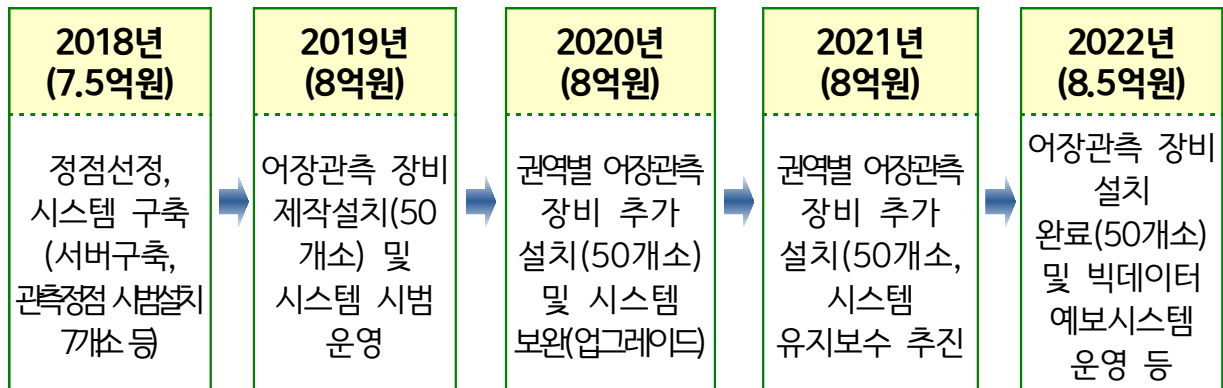 2018년
(7.5억원)
정점선정,
시스템 구축
(서버구축,
관측정점 시범설치
7개소 등)
2019년
(8억원)
어장관측 장비
제작설치(50
개소) 및
시스템 시범
운영
2020년
(8억원)
권역별 어장관측
장비 추가
설치(50개소)
및 시스템
보완(업그레이드)
2021년
(8억원)
권역별 어장관측
장비 추가
설치(50개소,
시스템
유지보수 추진
2022년
(8.5억원)
어장관측 장비
설치
완료(50개소)
및 빅데이터
예보시스템
운영 등